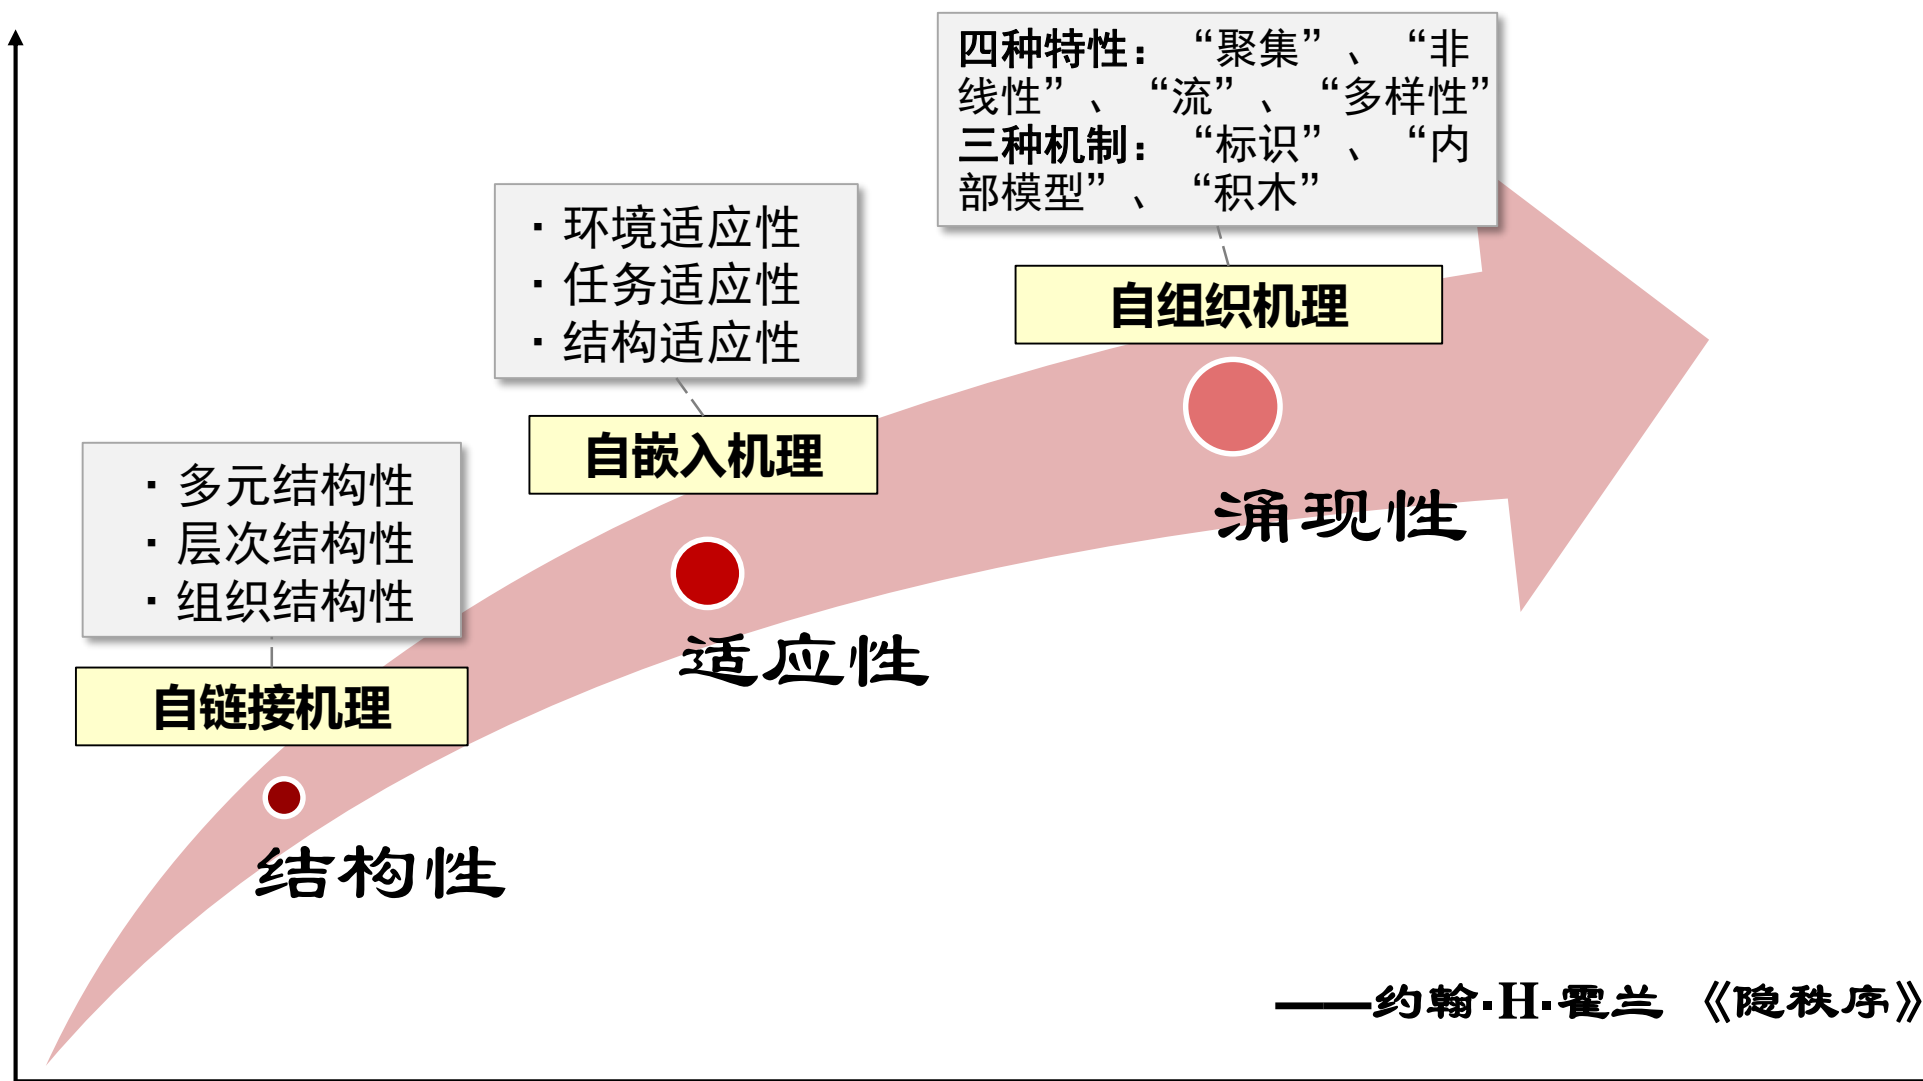 四种特性：“聚集”、“非
线性”、“流”、“多样性”
三种机制：“标识”、“内
部模型”、“积木”
自组织机理
涌现性
·环境适应性
·任务适应性
·结构适应性
自嵌入机理
适应性
·多元结构性
·层次结构性
·组织结构性
自链接机理
结构性
——约翰·H·霍兰《隐秩序》